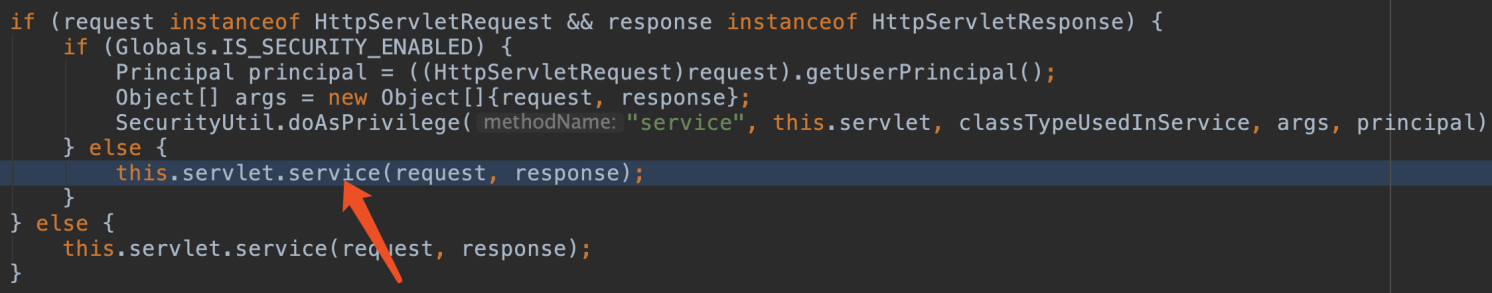 if (request instanceof HttpServletRequest && response instanceof HttpServletResponse) {
if (Globals.IS_SECURITY_ENABLED) {
Principal principal = ((HttpServletRequest)request).getUserPrincipal();
Object[] args = new Object[]{request, response};
SecurityUtil.doAsPrivilege( methodName: "service", this.servlet, classTypeUsedInService, args, principal)
} else {
this.servlet.service(request, response);
}
} else {
this.servlet.service(request, response);
}